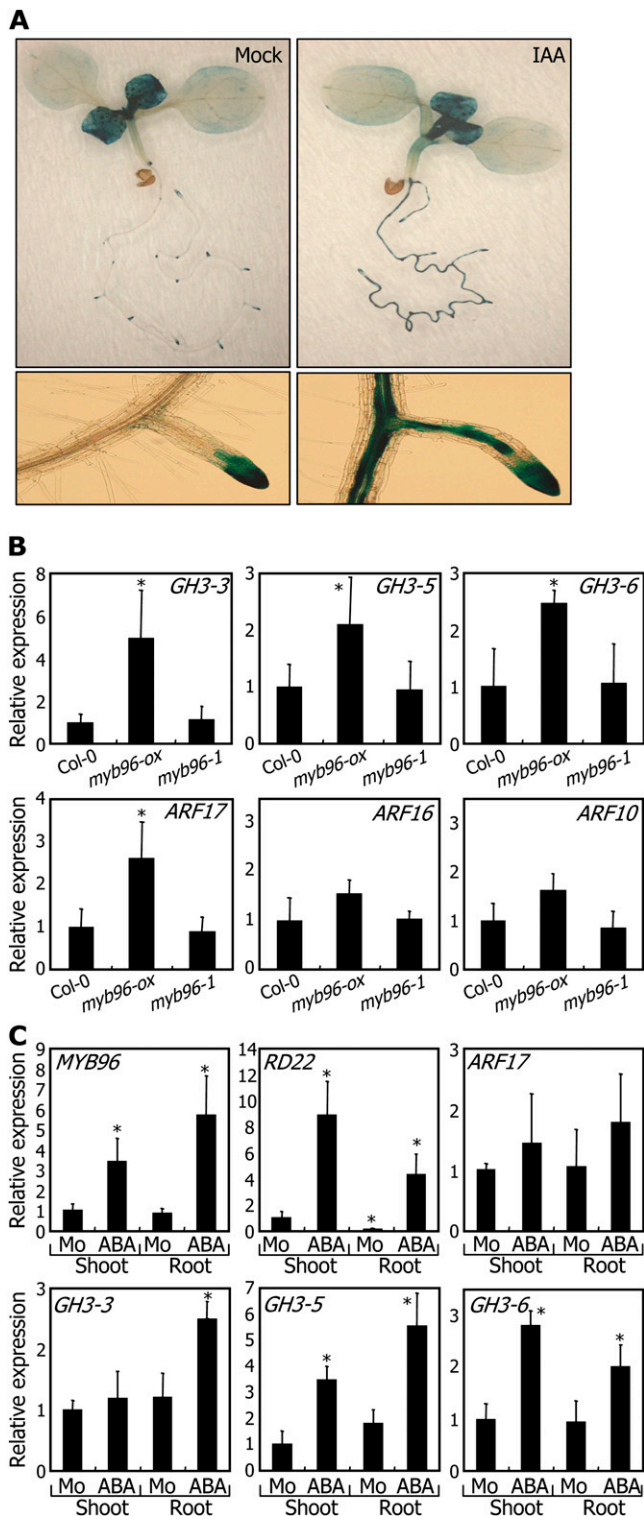 A
Mock
IAA
B
Relative expression
8
6
4
2
0
GH3-3
*
Col-0
myb96-ox
myb96-1
3
2
1
0
GH3-5
*
Col-0
myb96-ox
myb96-1
3
2
1
0
GH3-6
*
Col-0
myb96-ox
myb96-1
Relative expression
4
3
2
1
0
ARF17
*
Col-0
myb96-ox
myb96-1
3
2
1
0
ARF16
Col-0
myb96-ox
myb96-1
3
2
1
0
ARF10
Col-0
myb96-ox
myb96-1
C
Relative expression
9
8
7
6
5
4
3
2
1
0
MYB96
*
*
Mo ABA Mo ABA
Shoot Root
14
12
10
8
6
4
2
0
RD22
*
*
*
Mo ABA Mo ABA
Shoot Root
3
2
1
0
ARF17
Mo ABA Mo ABA
Shoot Root
Relative expression
3
2
1
0
GH3-3
*
Mo ABA Mo ABA
Shoot Root
7
6
5
4
3
2
1
0
GH3-5
*
*
Mo ABA Mo ABA
Shoot Root
3
2
1
0
GH3-6
*
*
Mo ABA Mo ABA
Shoot Root